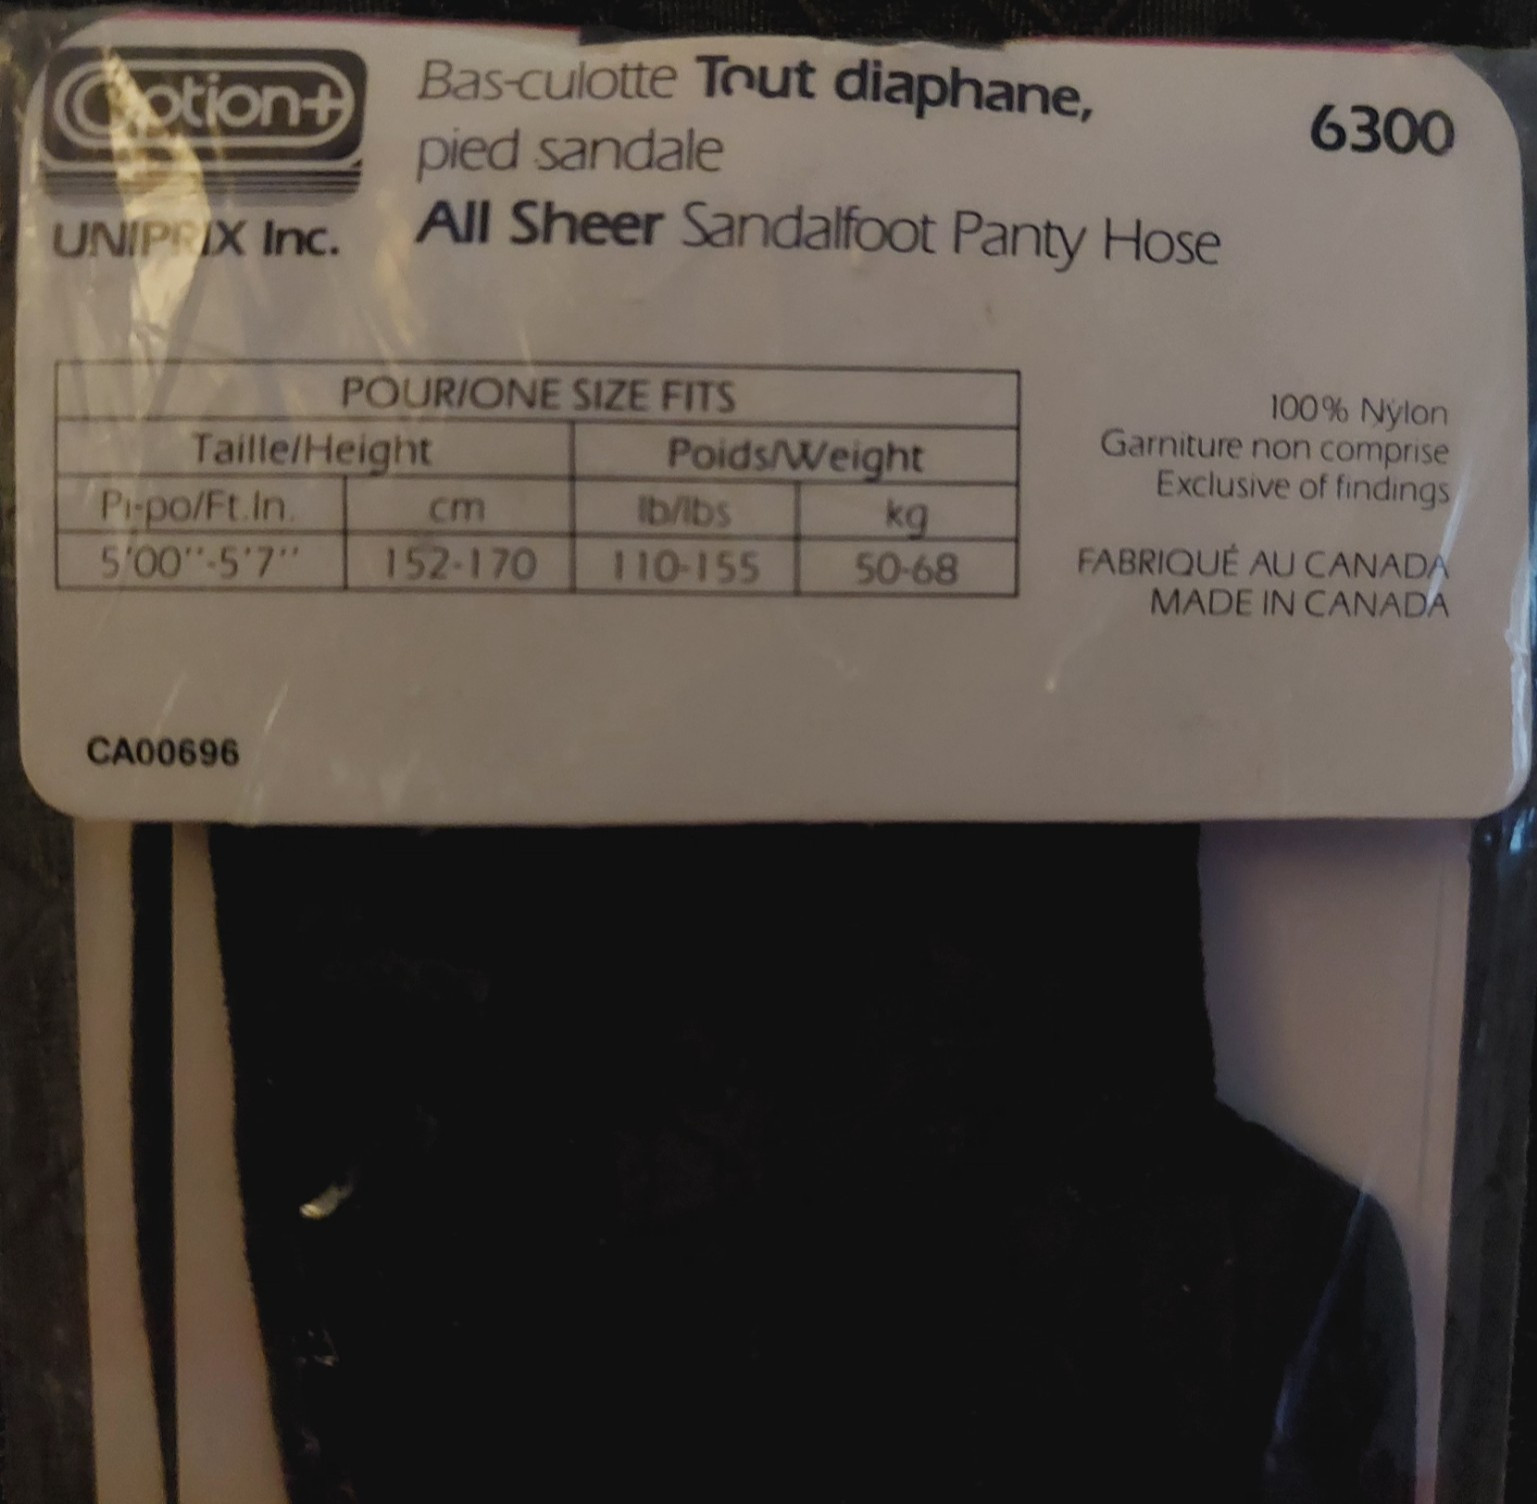 Option+
UNIPRIX Inc.
Bas-culotte Tout diaphane,
pied sandale
All Sheer Sandalfoot Panty Hose
6300
POUR/ONE SIZE FITS
Taille/Height Poids/Weight
Pi-po/Ft.In. cm lb/lbs kg
5'00''-5'7'' 152-170 110-155 50-68
100% Nylon
Garniture non comprise
Exclusive of findings
FABRIQUÉ AU CANADA
MADE IN CANADA
CA00696